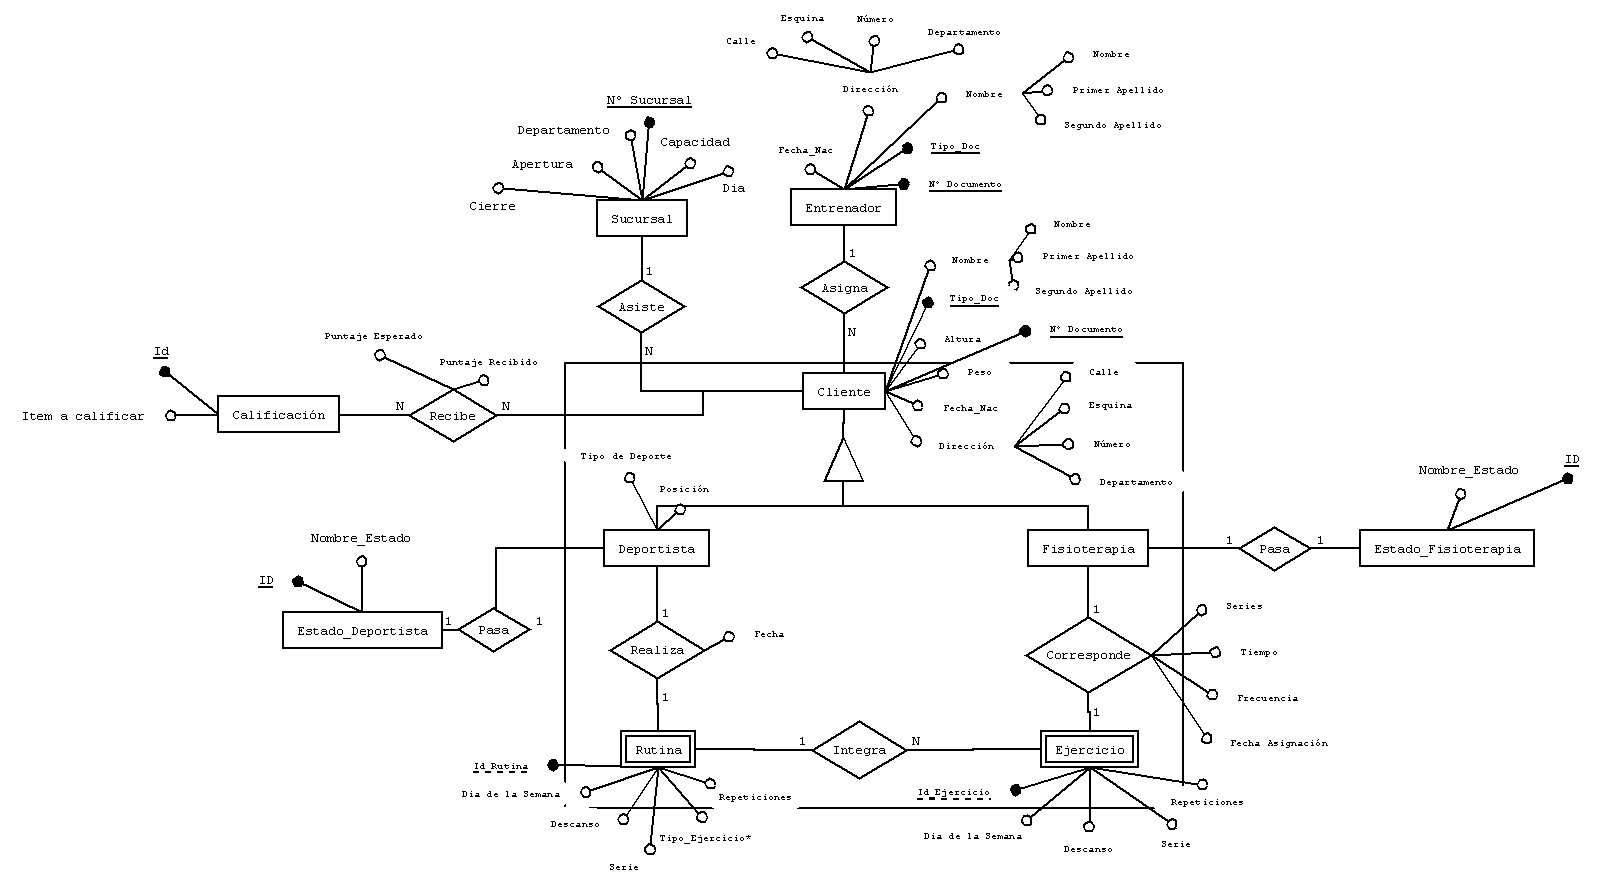 Esquina
Número
Calle
Departamento
Nombre
Dirección
Nombre
Primer Apellido
Segundo Apellido
N° Sucursal
Departamento
Capacidad
Apertura
Dia
Cierre
Sucursal
Fecha_Nac
Tipo_Doc
N° Documento
Entrenador
1
Asiste
N
1
Asigna
N
Nombre
Primer Apellido
Segundo Apellido
Nombre
Tipo_Doc
N° Documento
Altura
Peso
Fecha_Nac
Dirección
Calle
Esquina
Número
Departamento
Cliente
Puntaje Esperado
Puntaje Recibido
Id
Item a calificar
Calificación
N
Recibe
N
Tipo de Deporte
Posición
Deportista
Fisioterapia
1
Pasa
1
Estado_Fisioterapia
Nombre_Estado
ID
Nombre_Estado
ID
Estado_Deportista
1
Pasa
1
1
Realiza
Fecha
1
1
Corresponde
1
Series
Tiempo
Frecuencia
Fecha Asignación
Rutina
1
Integra
N
Ejercicio
Id_Rutina
Dia de la Semana
Descanso
Serie
Tipo_Ejercicio*
Repeticiones
Id_Ejercicio
Dia de la Semana
Descanso
Serie
Repeticiones